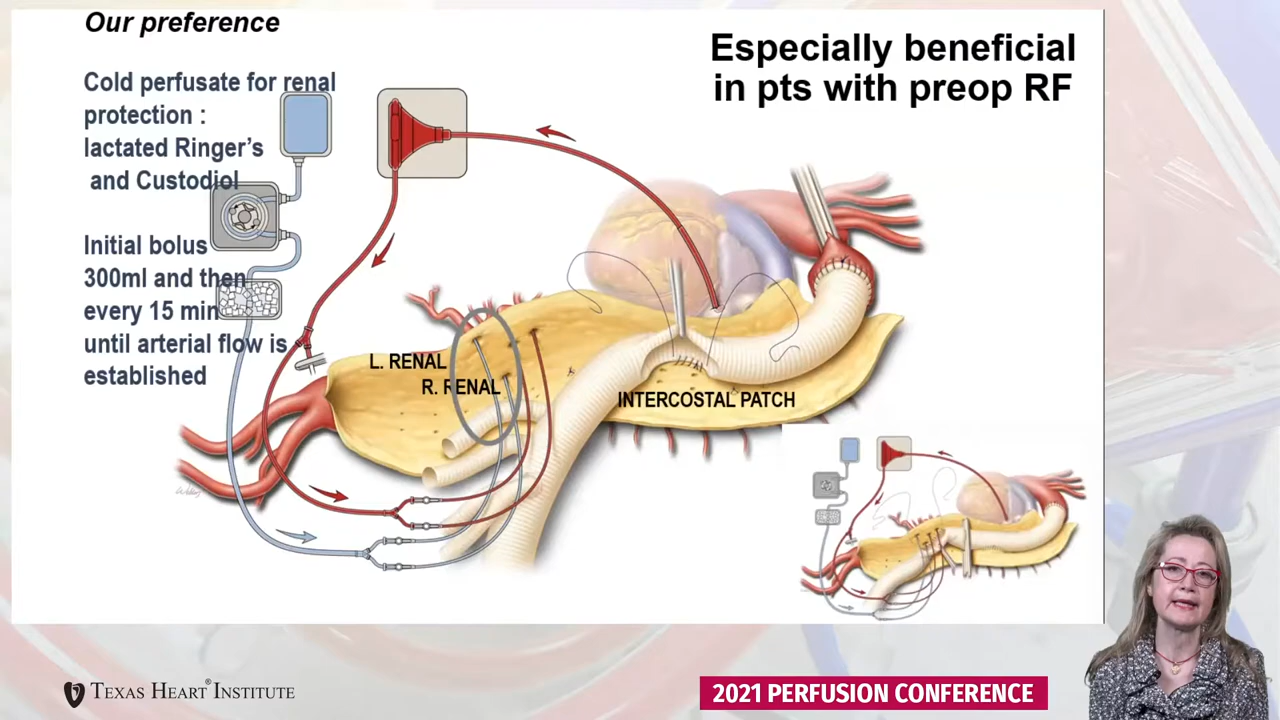 Our preference
Cold perfusate for renal
protection :
lactated Ringer's
and Custodiol
Initial bolus
300ml and then
every 15 min
until arterial flow is
established
Especially beneficial
in pts with preop RF
L. RENAL
R. RENAL
INTERCOSTAL PATCH
TEXAS HEART® INSTITUTE
2021 PERFUSION CONFERENCE